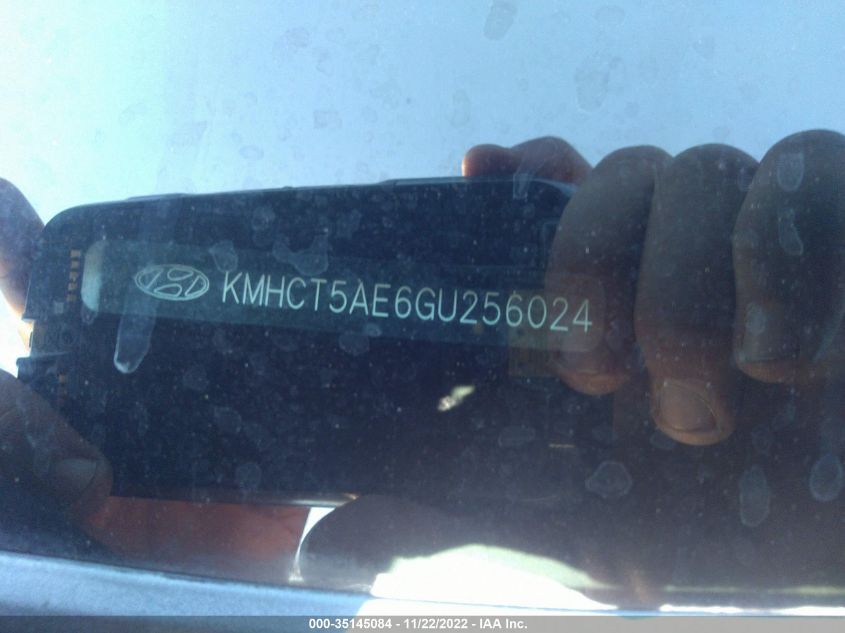 KMHCT5AE6GU256024
000-35145084 - 11/22/2022 - IAA Inc.